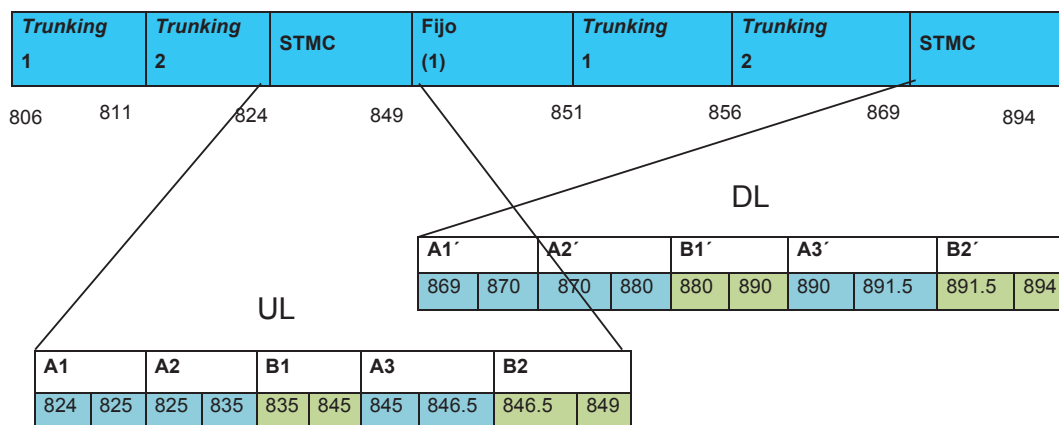 Trunking Trunking STMC Fijo Trunking Trunking STMC
1 2 (1) 1 2
806 811 824 849 851 856 869 894
DL
A1´ A2´ B1´ A3´ B2´
869 870 870 880 880 890 890 891.5 891.5 894
UL
A1 A2 B1 A3 B2
824 825 825 835 835 845 845 846.5 846.5 849